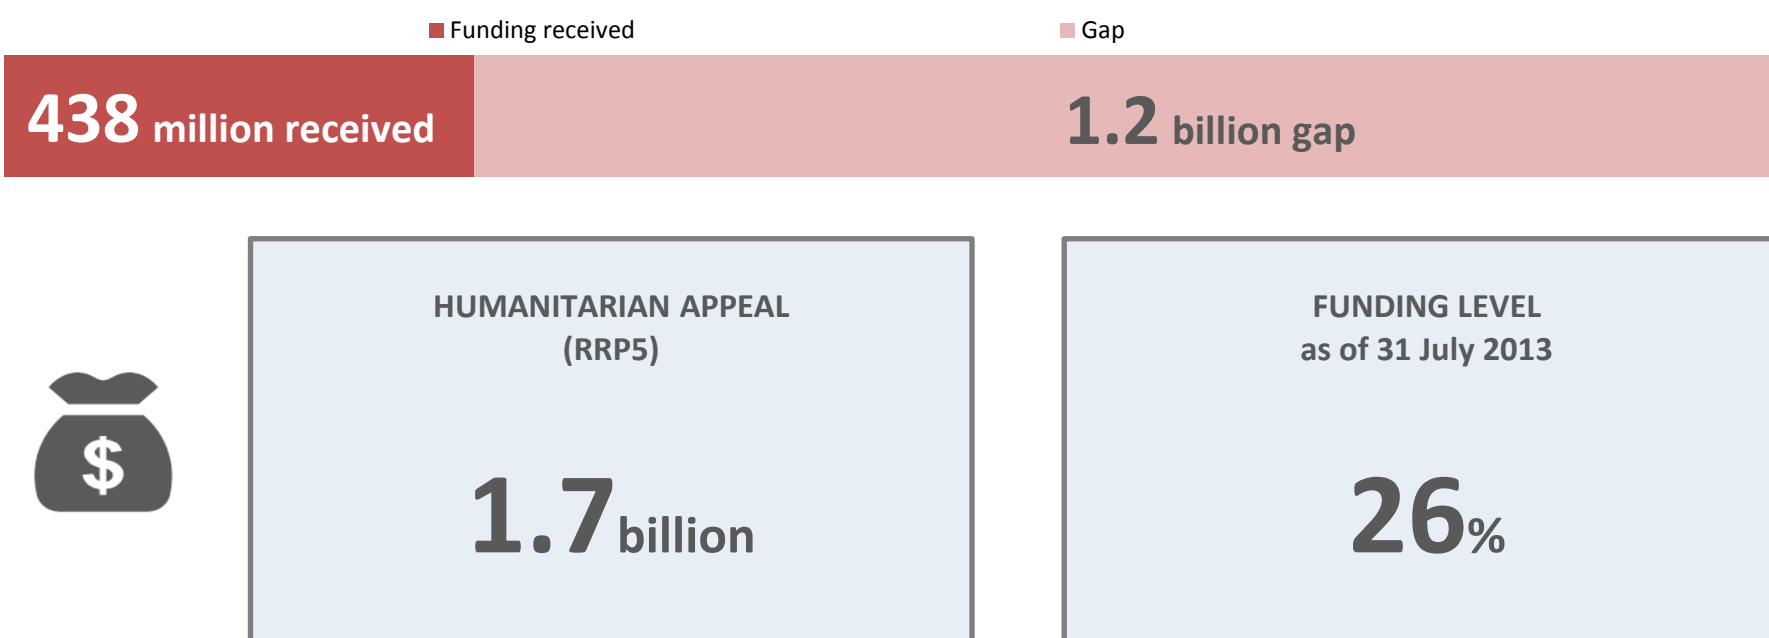 Funding received
Gap
438 million received
1.2 billion gap
HUMANITARIAN APPEAL
(RRP5)
FUNDING LEVEL
as of 31 July 2013
$
1.7 billion
26%